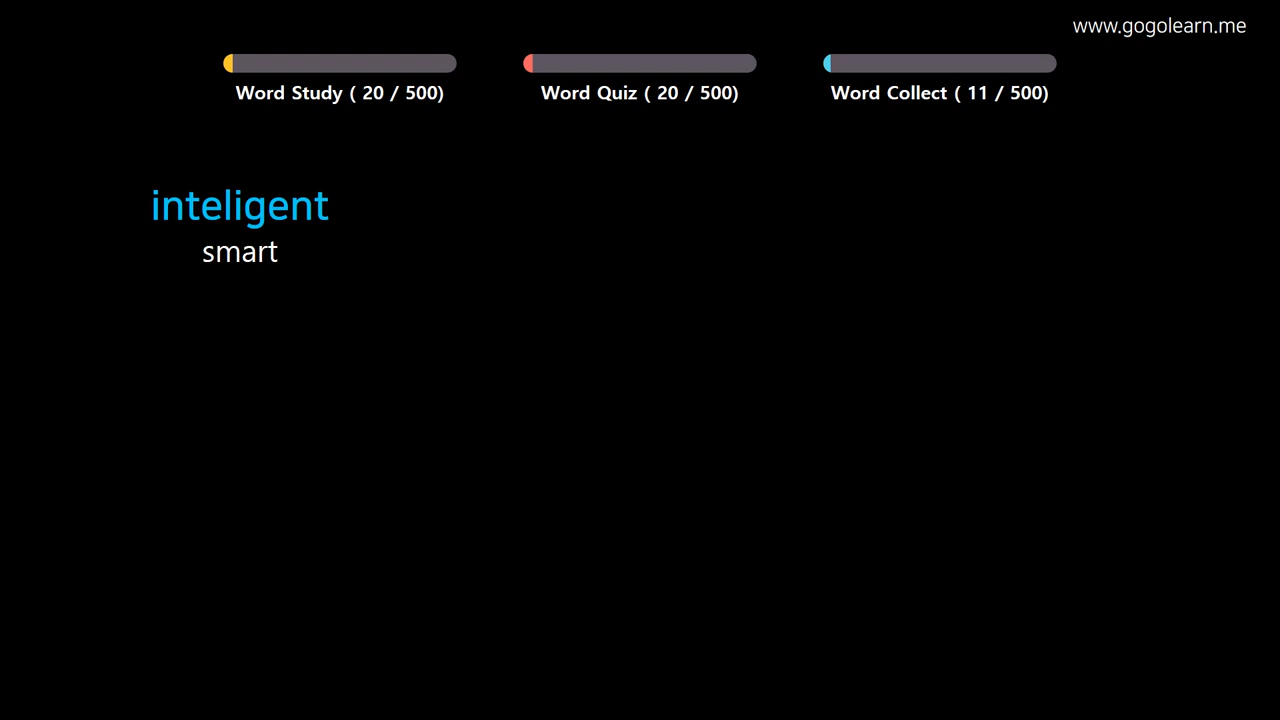 www.gogolearn.me
Word Study ( 20 / 500)
Word Quiz ( 20 / 500)
Word Collect ( 11 / 500)
inteligent
smart